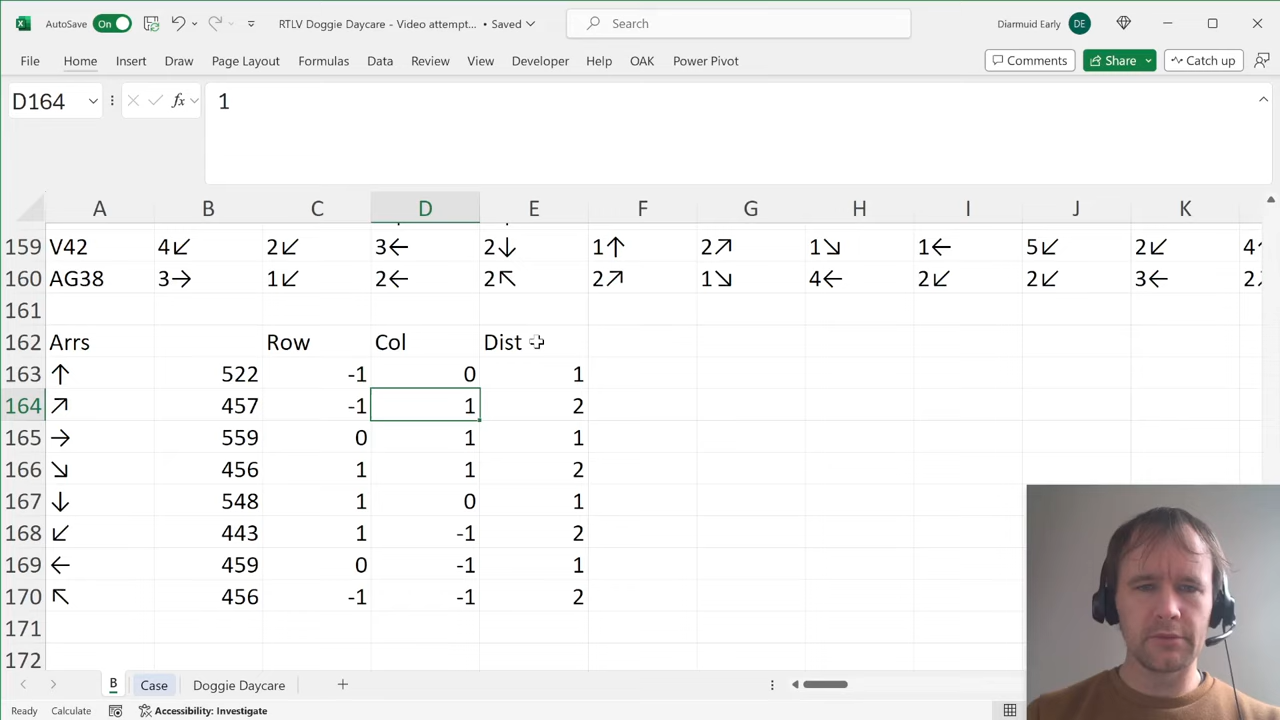 AutoSave On RTLV Doggie Daycare - Video attempt... • Saved Search Diarmuid Early DE
File Home Insert Draw Page Layout Formulas Data Review View Developer Help OAK Power Pivot Comments Share Catch up
D164 fx 1
A B C D E F G H I J K
159 V42 4↙ 2↙ 3← 2↓ 1↑ 2↗ 1↘ 1← 5↙ 2↙
160 AG38 3→ 1↙ 2← 2↖ 2↗ 1↘ 4← 2↙ 2↙ 3←
161
162 Arrs Row Col Dist
163 ↑ 522 -1 0 1
164 ↗ 457 -1 1 2
165 → 559 0 1 1
166 ↘ 456 1 1 2
167 ↓ 548 1 0 1
168 ↙ 443 1 -1 2
169 ← 459 0 -1 1
170 ↖ 456 -1 -1 2
171
172
B Case Doggie Daycare
Ready Calculate Accessibility: Investigate